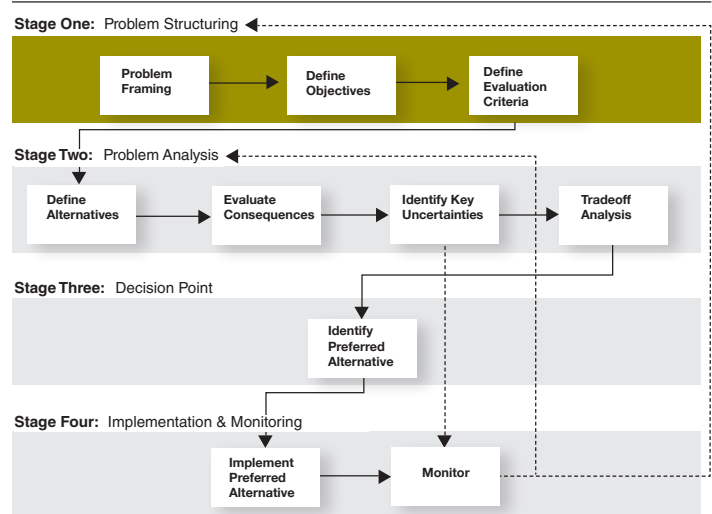 Stage One: Problem Structuring
Problem
Framing
Define
Objectives
Define
Evaluation
Criteria
Stage Two: Problem Analysis
Define
Alternatives
Evaluate
Consequences
Identify Key
Uncertainties
Tradeoff
Analysis
Stage Three: Decision Point
Identify
Preferred
Alternative
Stage Four: Implementation & Monitoring
Implement
Preferred
Alternative
Monitor